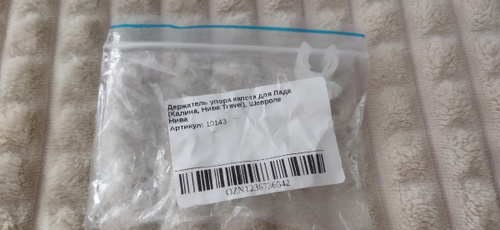 Держатель упора капота для Лада
(Калина, Нива Travel), Шевроле
Нива
Артикул: 10143
OZN1236736542